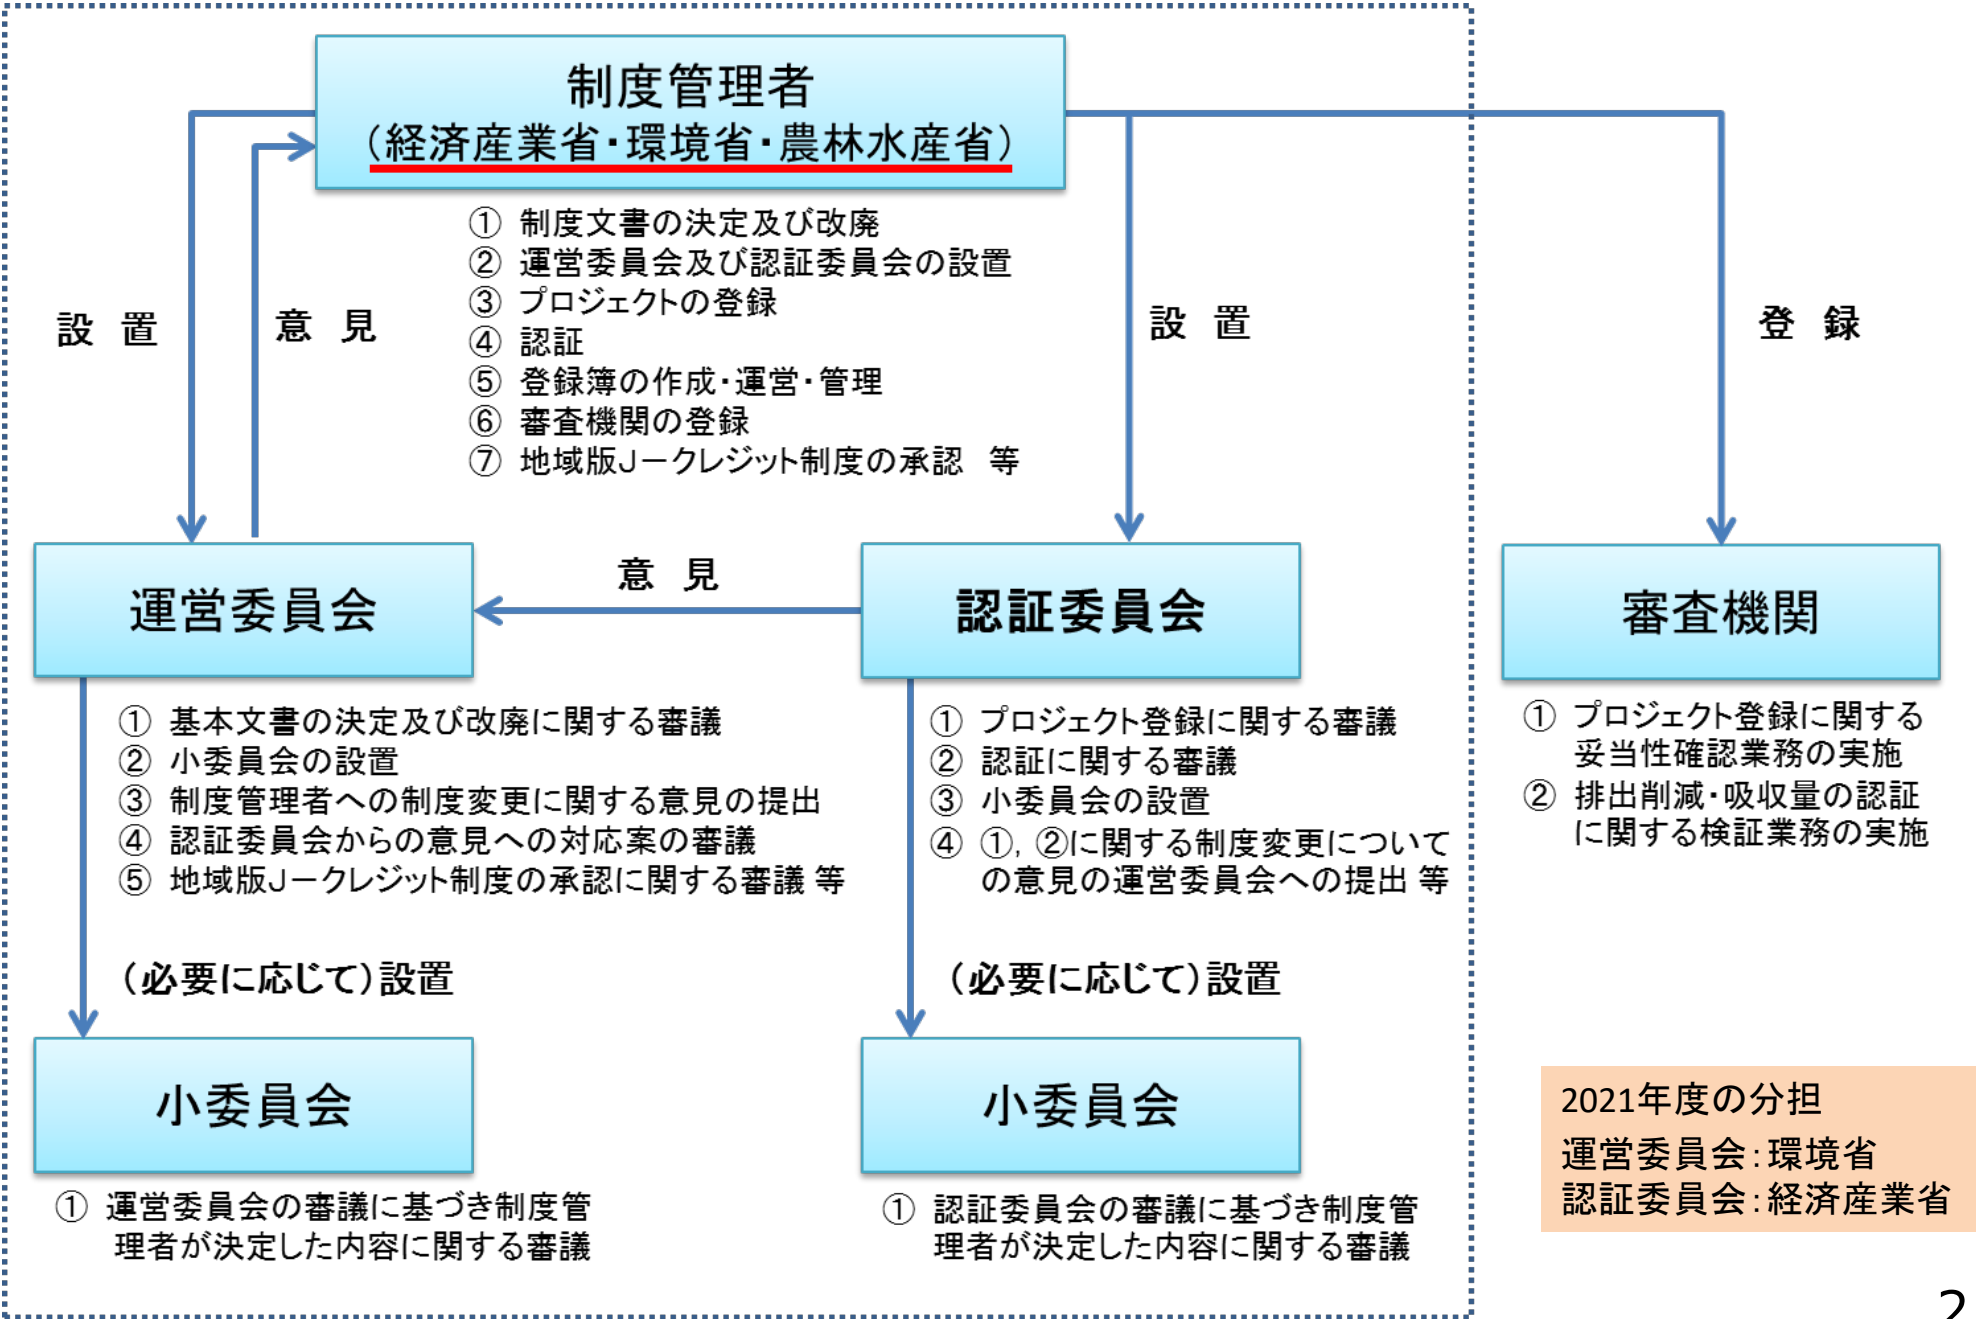 制度管理者
（経済産業省・環境省・農林水産省）
① 制度文書の決定及び改廃
② 運営委員会及び認証委員会の設置
③ プロジェクトの登録
④ 認証
⑤ 登録簿の作成・運営・管理
⑥ 審査機関の登録
⑦ 地域版Ｊ－クレジット制度の承認　等
設　置
意　見
設　置
登　録
運営委員会
意　見
認証委員会
審査機関
① 基本文書の決定及び改廃に関する審議
② 小委員会の設置
③ 制度管理者への制度変更に関する意見の提出
④ 認証委員会からの意見への対応案の審議
⑤ 地域版Ｊ－クレジット制度の承認に関する審議 等
① プロジェクト登録に関する審議
② 認証に関する審議
③ 小委員会の設置
④ ①，②に関する制度変更について
の意見の運営委員会への提出 等
① プロジェクト登録に関する
妥当性確認業務の実施
② 排出削減・吸収量の認証
に関する検証業務の実施
（必要に応じて）設置
（必要に応じて）設置
小委員会
小委員会
① 運営委員会の審議に基づき制度管
理者が決定した内容に関する審議
① 認証委員会の審議に基づき制度管
理者が決定した内容に関する審議
2021年度の分担
運営委員会：環境省
認証委員会：経済産業省
2